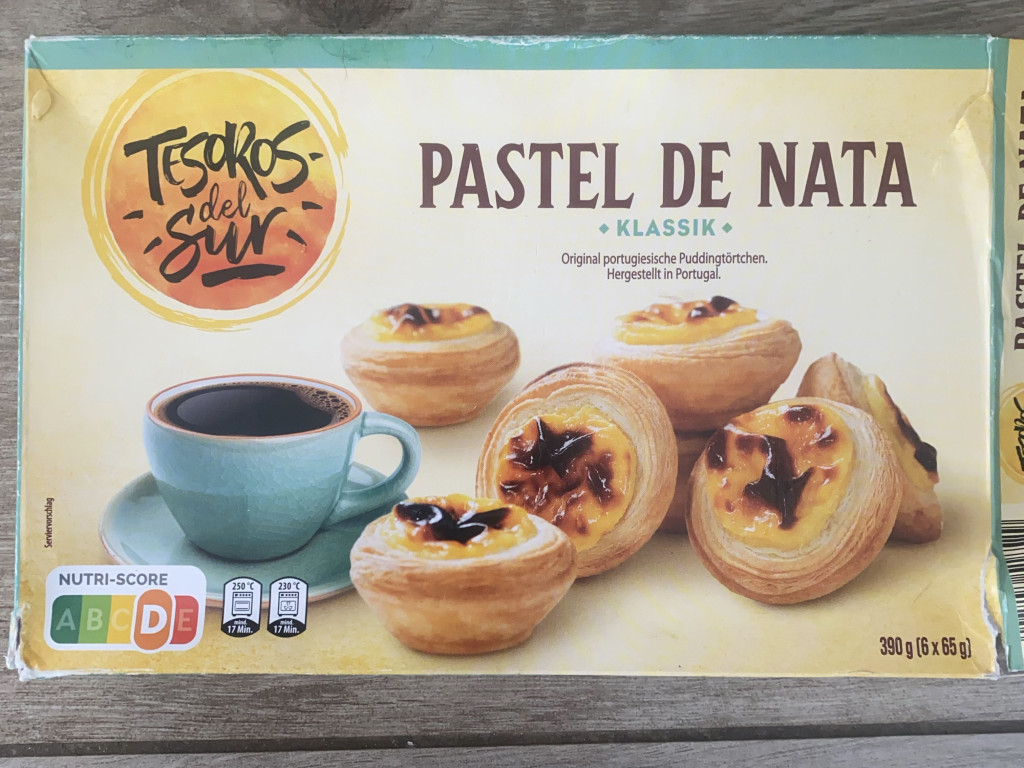 TESOROS
del
Sur
PASTEL DE NATA
KLASSIK
Original portugiesische Puddingtörtchen.
Hergestellt in Portugal.
Serviervorschlag
NUTRI-SCORE
A B C D E
250 °C
mind.
17 Min.
230 °C
mind.
17 Min.
390 g (6 x 65 g)
PASTEL DE NATA